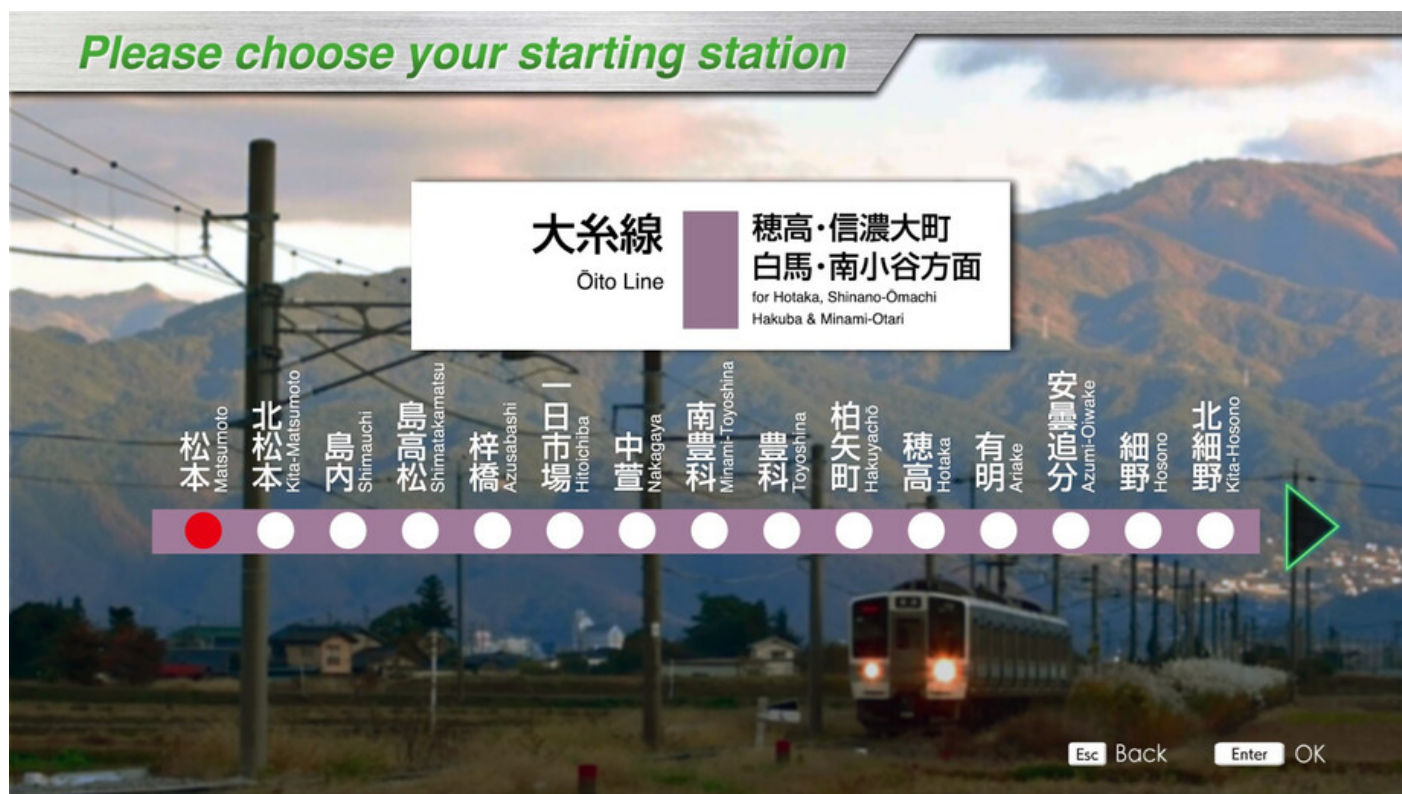 Please choose your starting station
大糸線
Ōito Line
穂高・信濃大町
白馬・南小谷方面
for Hotaka, Shinano-Ōmachi
Hakuba & Minami-Otari
松本
Matsumoto
北松本
Kita-Matsumoto
島内
Shimauchi
島高松
Shimatakamatsu
梓橋
Azusabashi
一日市場
Hitoichiba
中萱
Nakagaya
南豊科
Minami-Toyoshina
豊科
Toyoshina
柏矢町
Hakuyachō
穂高
Hotaka
有明
Ariake
安曇追分
Azumi-Oiwake
細野
Hosono
北細野
Kita-Hosono
Esc Back
Enter OK